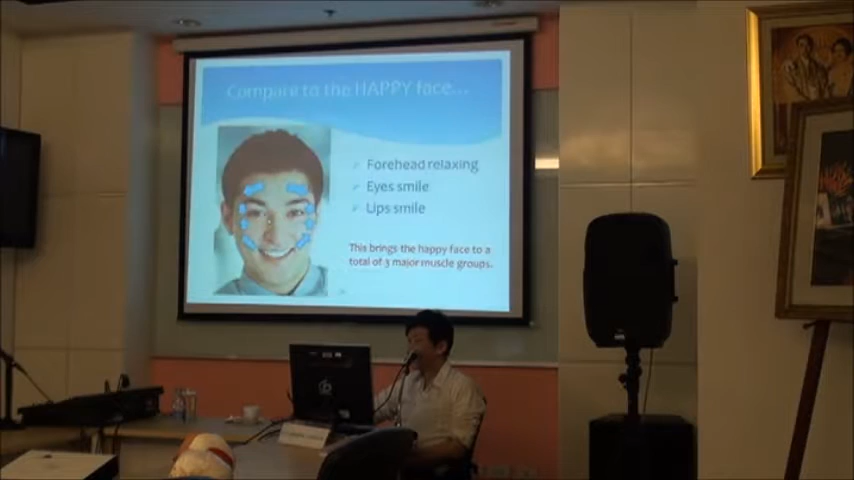 Compare to the HAPPY face...
Forehead relaxing
Eyes smile
Lips smile
This brings the happy face to a
total of 3 major muscle groups.